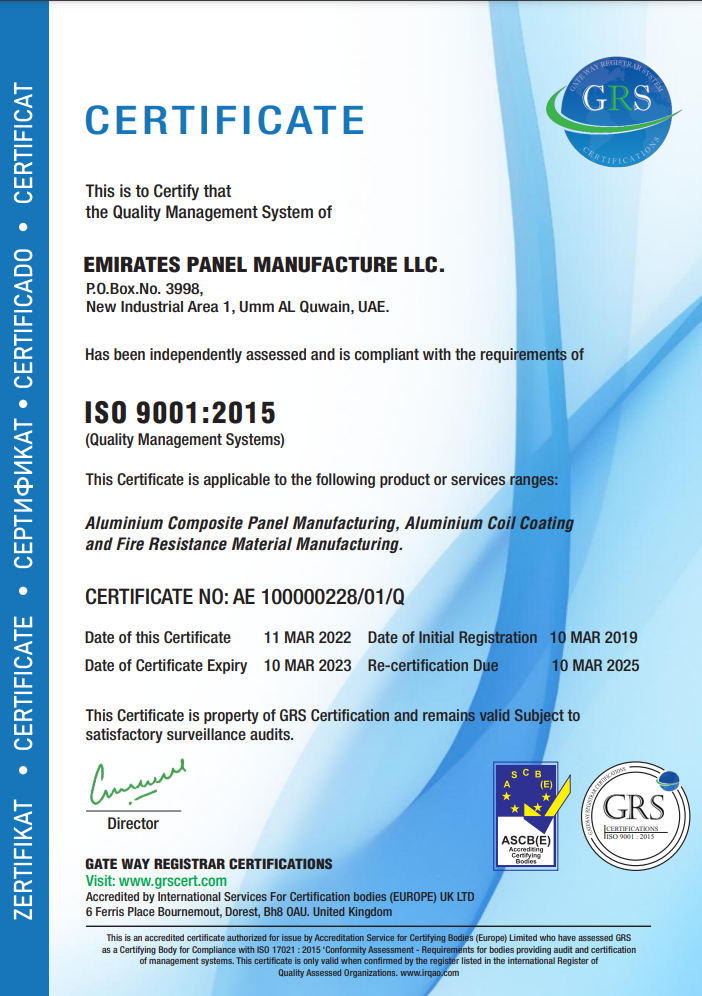 ZERTIFIKAT • CERTIFICATE • СЕРТИФИКАТ • CERTIFICADO • CERTIFICAT
GATE WAY REGISTRAR SYSTEM
GRS
CERTIFICATIONS
CERTIFICATE
This is to Certify that
the Quality Management System of
EMIRATES PANEL MANUFACTURE LLC.
P.O.Box.No. 3998,
New Industrial Area 1, Umm AL Quwain, UAE.
Has been independently assessed and is compliant with the requirements of
ISO 9001:2015
(Quality Management Systems)
This Certificate is applicable to the following product or services ranges:
Aluminium Composite Panel Manufacturing, Aluminium Coil Coating
and Fire Resistance Material Manufacturing.
CERTIFICATE NO: AE 100000228/01/Q
Date of this Certificate 11 MAR 2022 Date of Initial Registration 10 MAR 2019
Date of Certificate Expiry 10 MAR 2023 Re-certification Due 10 MAR 2025
This Certificate is property of GRS Certification and remains valid Subject to
satisfactory surveillance audits.
Director
A S C B (E)
ASCB(E)
Accrediting
Certifying
Bodies
GATEWAY REGISTRAR CERTIFICATIONS
GRS
CERTIFICATIONS
ISO 9001 : 2015
GATE WAY REGISTRAR CERTIFICATIONS
Visit: www.grscert.com
Accredited by International Services For Certification bodies (EUROPE) UK LTD
6 Ferris Place Bournemout, Dorest, Bh8 OAU. United Kingdom
This is an accredited certificate authorized for issue by Accreditation Service for Certifying Bodies (Europe) Limited who have assessed GRS
as a Certifying Body for Compliance with ISO 17021 : 2015 ‘Conformity Assessment - Requirements for bodies providing audit and certification
of management systems. This certificate is only valid when confirmed by the register listed in the international Register of
Quality Assessed Organizations. www.irqao.com